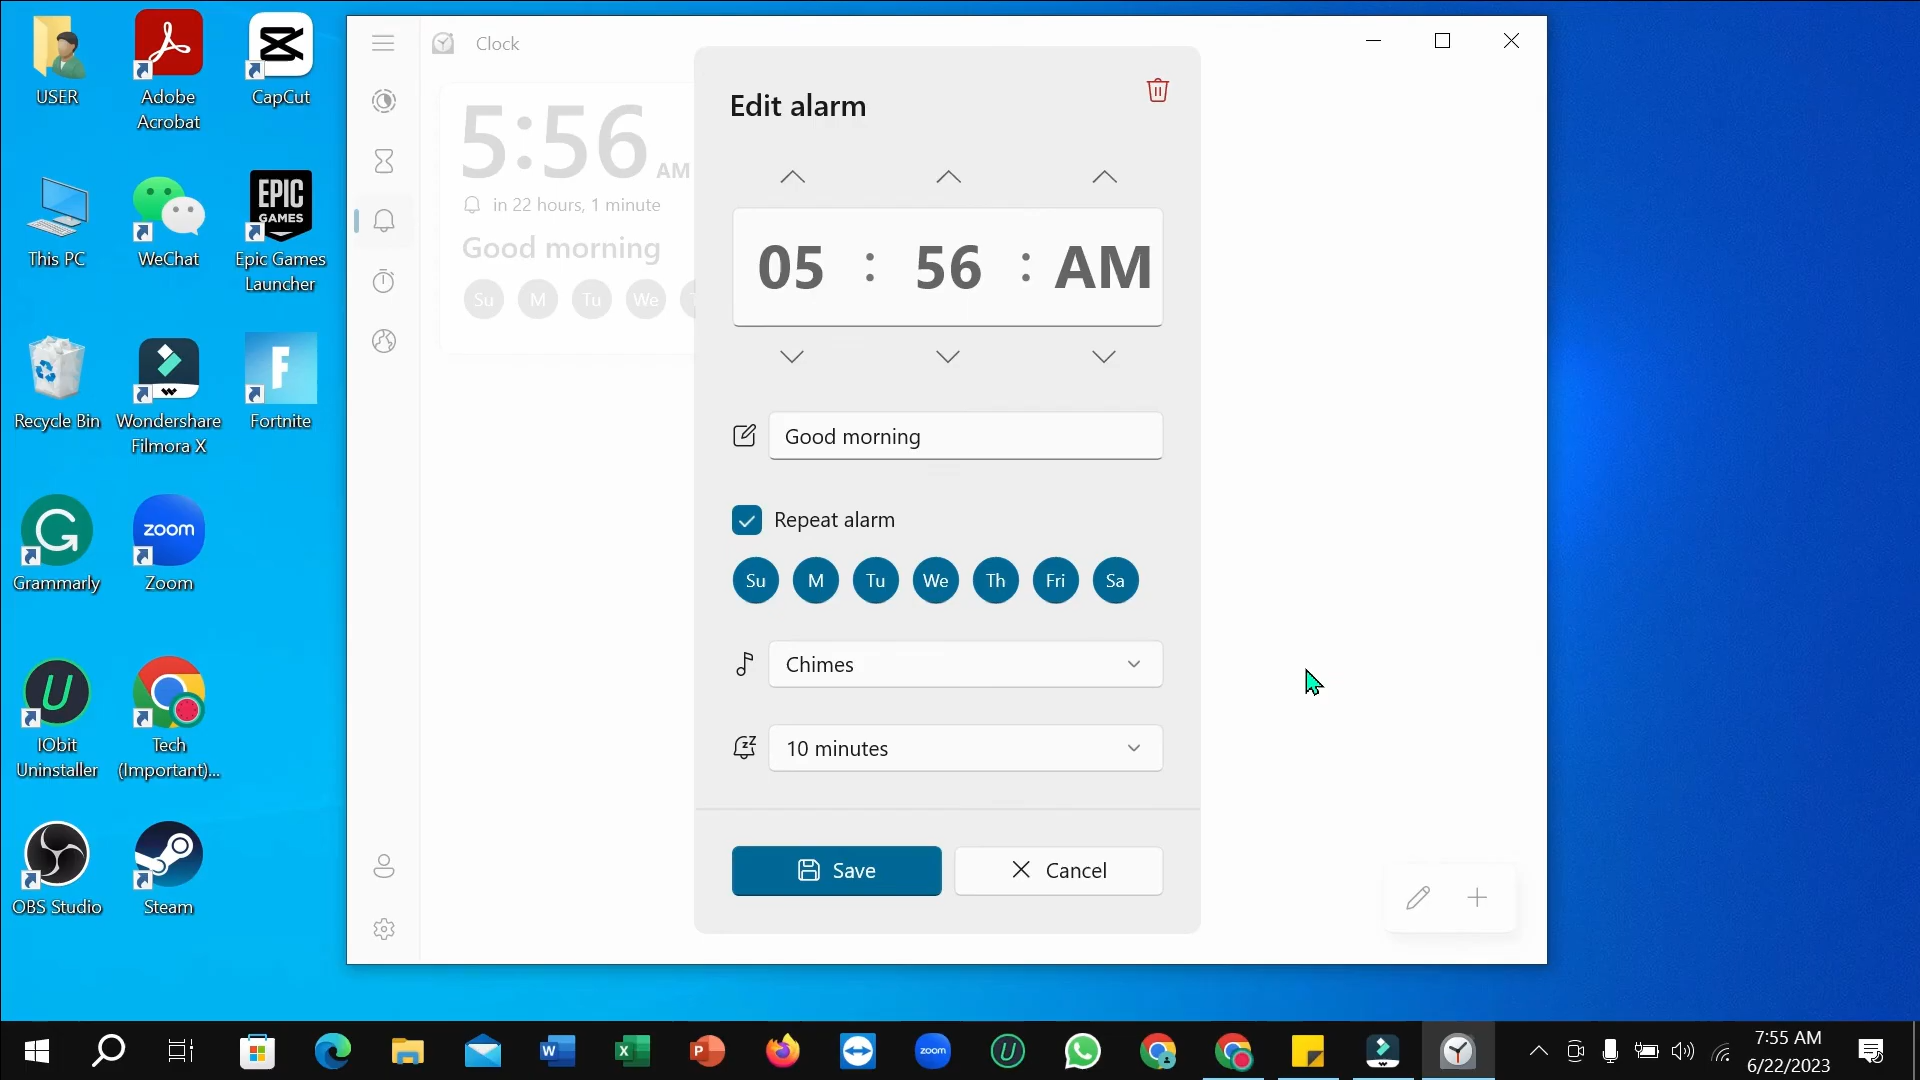 USER
Adobe
Acrobat
CapCut
This PC
WeChat
EPIC
GAMES
Epic Games
Launcher
Recycle Bin
Wondershare
Filmora X
F
Fortnite
G
Grammarly
zoom
Zoom
U
IObit
Uninstaller
Tech
(Important)...
OBS Studio
Steam
Clock
5:56 AM
in 22 hours, 1 minute
Good morning
Su M Tu We
Edit alarm
05 : 56 : AM
Good morning
Repeat alarm
Su M Tu We Th Fri Sa
Chimes
10 minutes
Save
Cancel
W
X
P
zoom
U
7:55 AM
6/22/2023